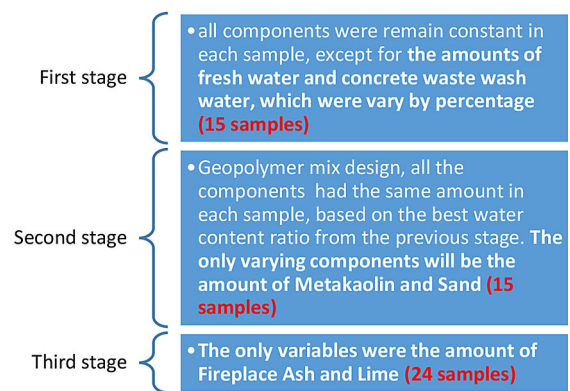 First stage
• all components were remain constant in
each sample, except for the amounts of
fresh water and concrete waste wash
water, which were vary by percentage
(15 samples)
Second stage
• Geopolymer mix design, all the
components had the same amount in
each sample, based on the best water
content ratio from the previous stage. The
only varying components will be the
amount of Metakaolin and Sand (15
samples)
Third stage
• The only variables were the amount of
Fireplace Ash and Lime (24 samples)